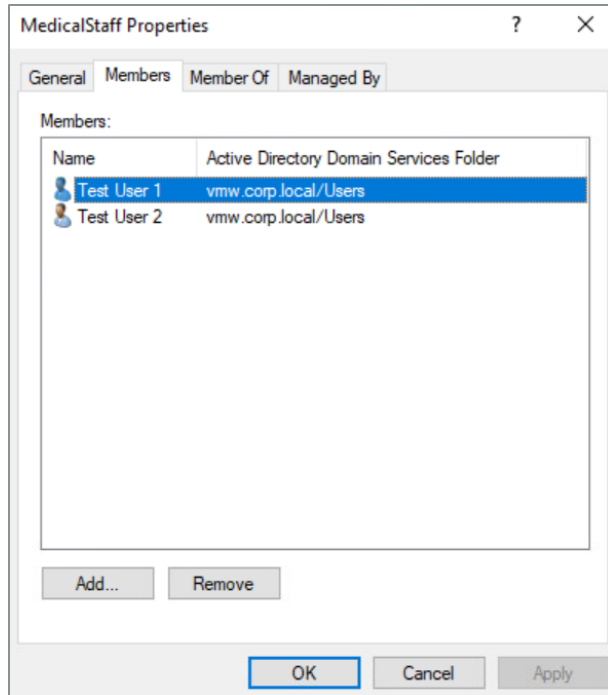 MedicalStaff Properties ? ×
General Members Member Of Managed By
Members:
Name Active Directory Domain Services Folder
Test User 1 vmw.corp.local/Users
Test User 2 vmw.corp.local/Users
Add... Remove
OK Cancel Apply